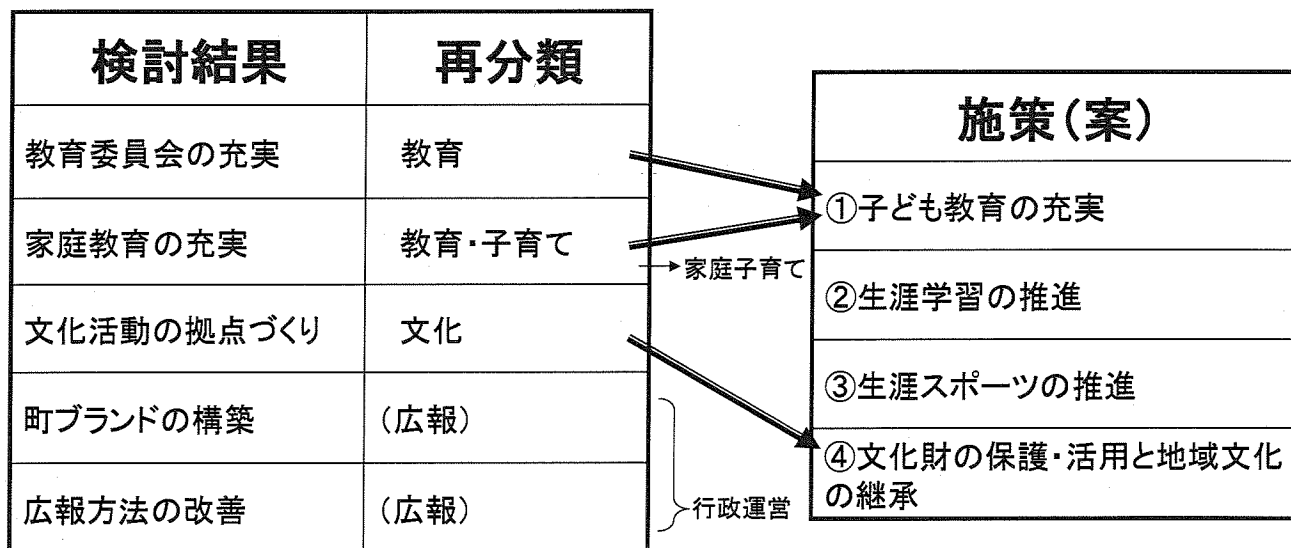 検討結果 再分類
教育委員会の充実 教育
家庭教育の充実 教育・子育て
→家庭子育て
文化活動の拠点づくり 文化
町ブランドの構築 (広報)
広報方法の改善 (広報)
行政運営
施策(案)
①子ども教育の充実
②生涯学習の推進
③生涯スポーツの推進
④文化財の保護・活用と地域文化
の継承